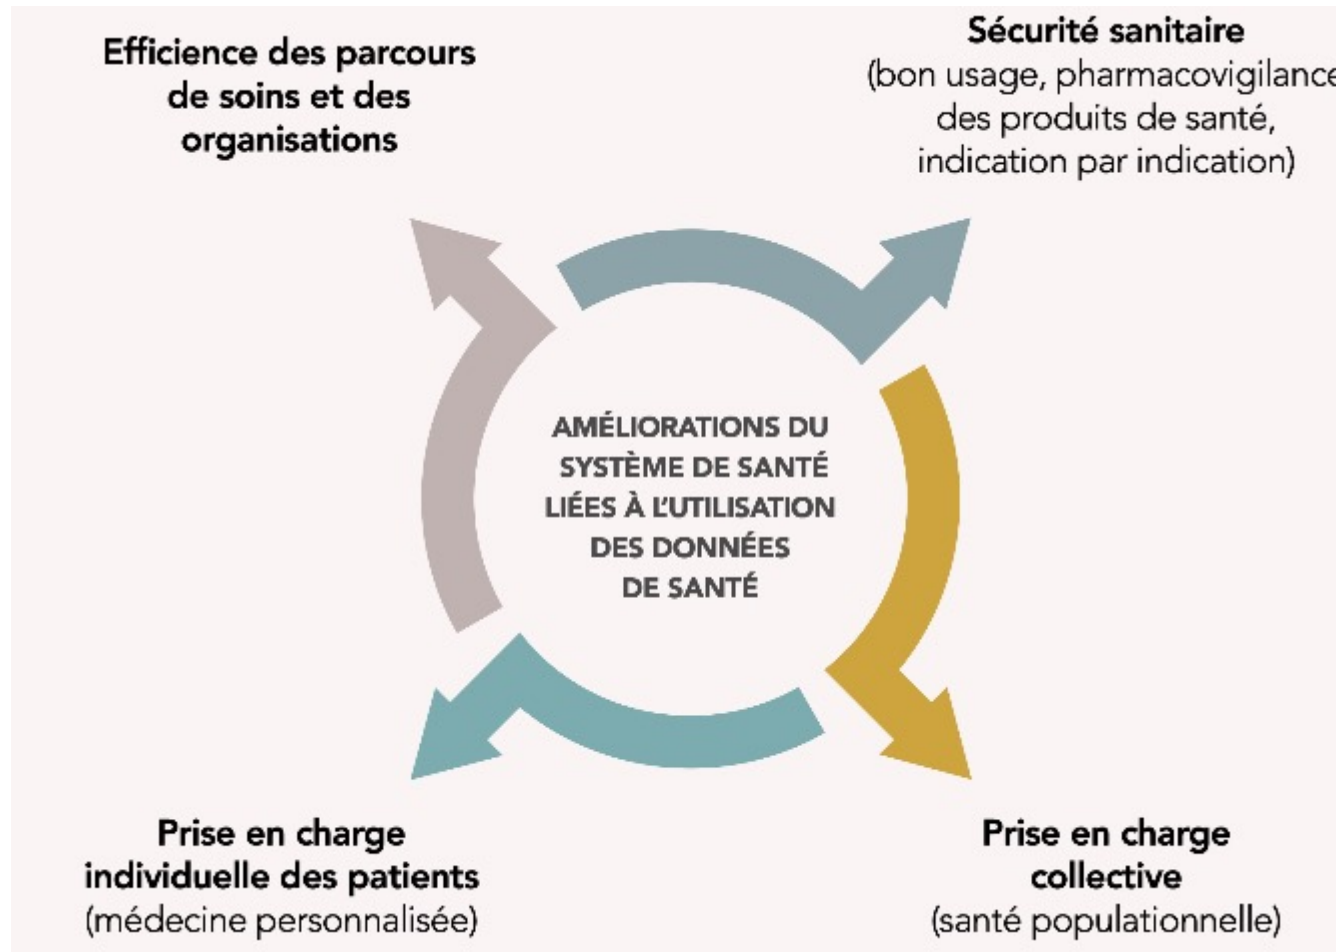 Efficience des parcours
de soins et des
organisations
Sécurité sanitaire
(bon usage, pharmacovigilance
des produits de santé,
indication par indication)
AMÉLIORATIONS DU
SYSTÈME DE SANTÉ
LIÉES À L'UTILISATION
DES DONNÉES
DE SANTÉ
Prise en charge
individuelle des patients
(médecine personnalisée)
Prise en charge
collective
(santé populationnelle)